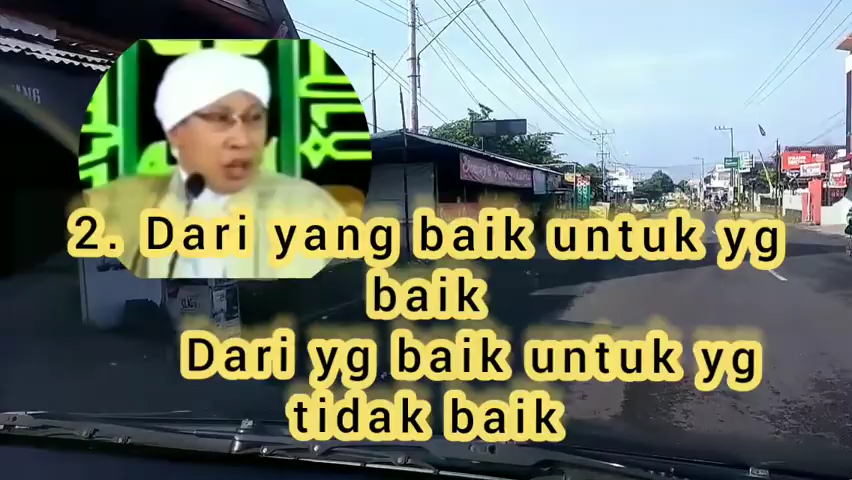 2. Dari yang baik untuk yg
baik
Dari yg baik untuk yg
tidak baik